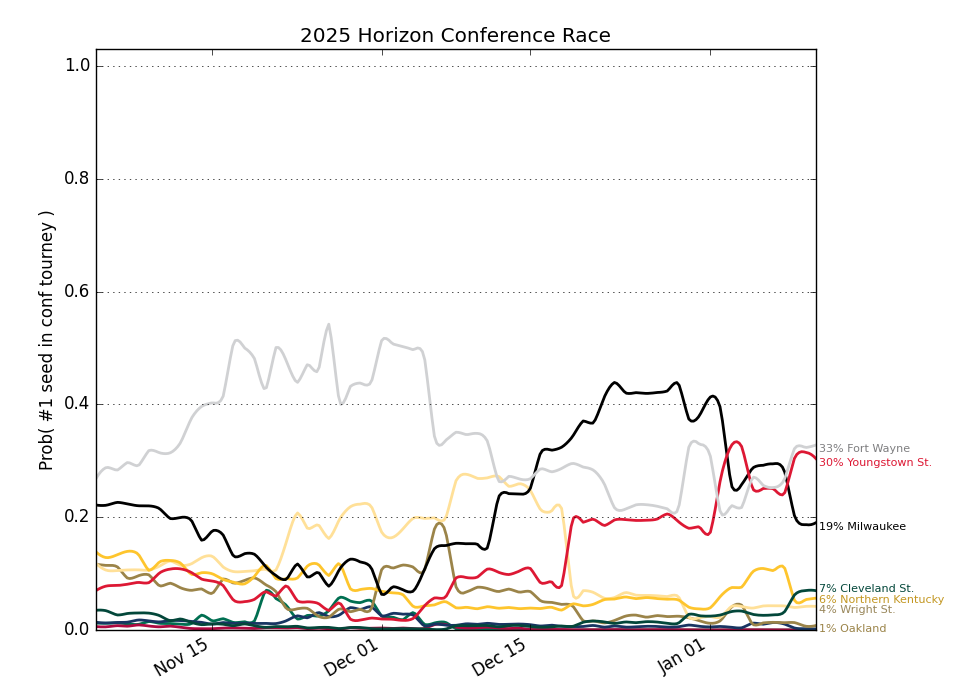 2025 Horizon Conference Race
Prob( #1 seed in conf tourney )
1.0
0.8
0.6
0.4
0.2
0.0
33% Fort Wayne
30% Youngstown St.
19% Milwaukee
7% Cleveland St.
6% Northern Kentucky
4% Wright St.
1% Oakland
Nov 15
Dec 01
Dec 15
Jan 01